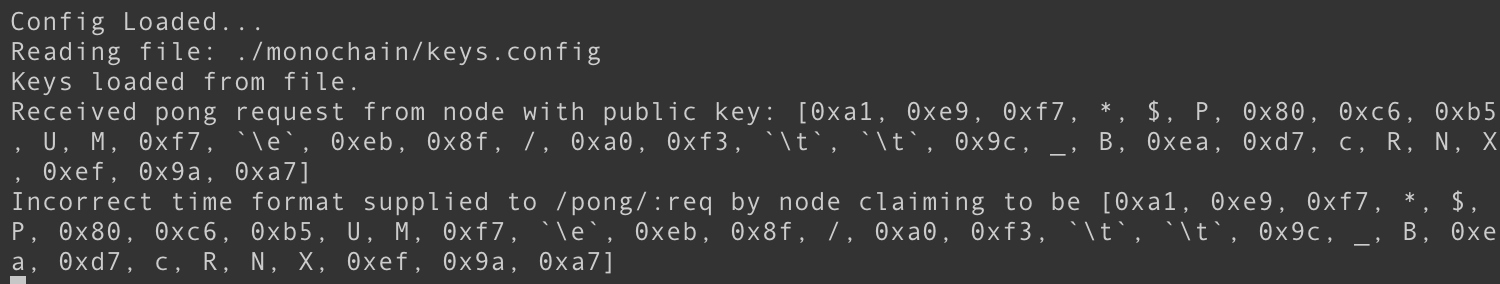 Config Loaded...
Reading file: ./monochain/keys.config
Keys loaded from file.
Received pong request from node with public key: [0xa1, 0xe9, 0xf7, *, $, P, 0x80, 0xc6, 0xb5
, U, M, 0xf7, `\e`, 0xeb, 0x8f, /, 0xa0, 0xf3, `\t`, `\t`, 0x9c, _, B, 0xea, 0xd7, c, R, N, X
, 0xef, 0x9a, 0xa7]
Incorrect time format supplied to /pong/:req by node claiming to be [0xa1, 0xe9, 0xf7, *, $,
P, 0x80, 0xc6, 0xb5, U, M, 0xf7, `\e`, 0xeb, 0x8f, /, 0xa0, 0xf3, `\t`, `\t`, 0x9c, _, B, 0xe
a, 0xd7, c, R, N, X, 0xef, 0x9a, 0xa7]